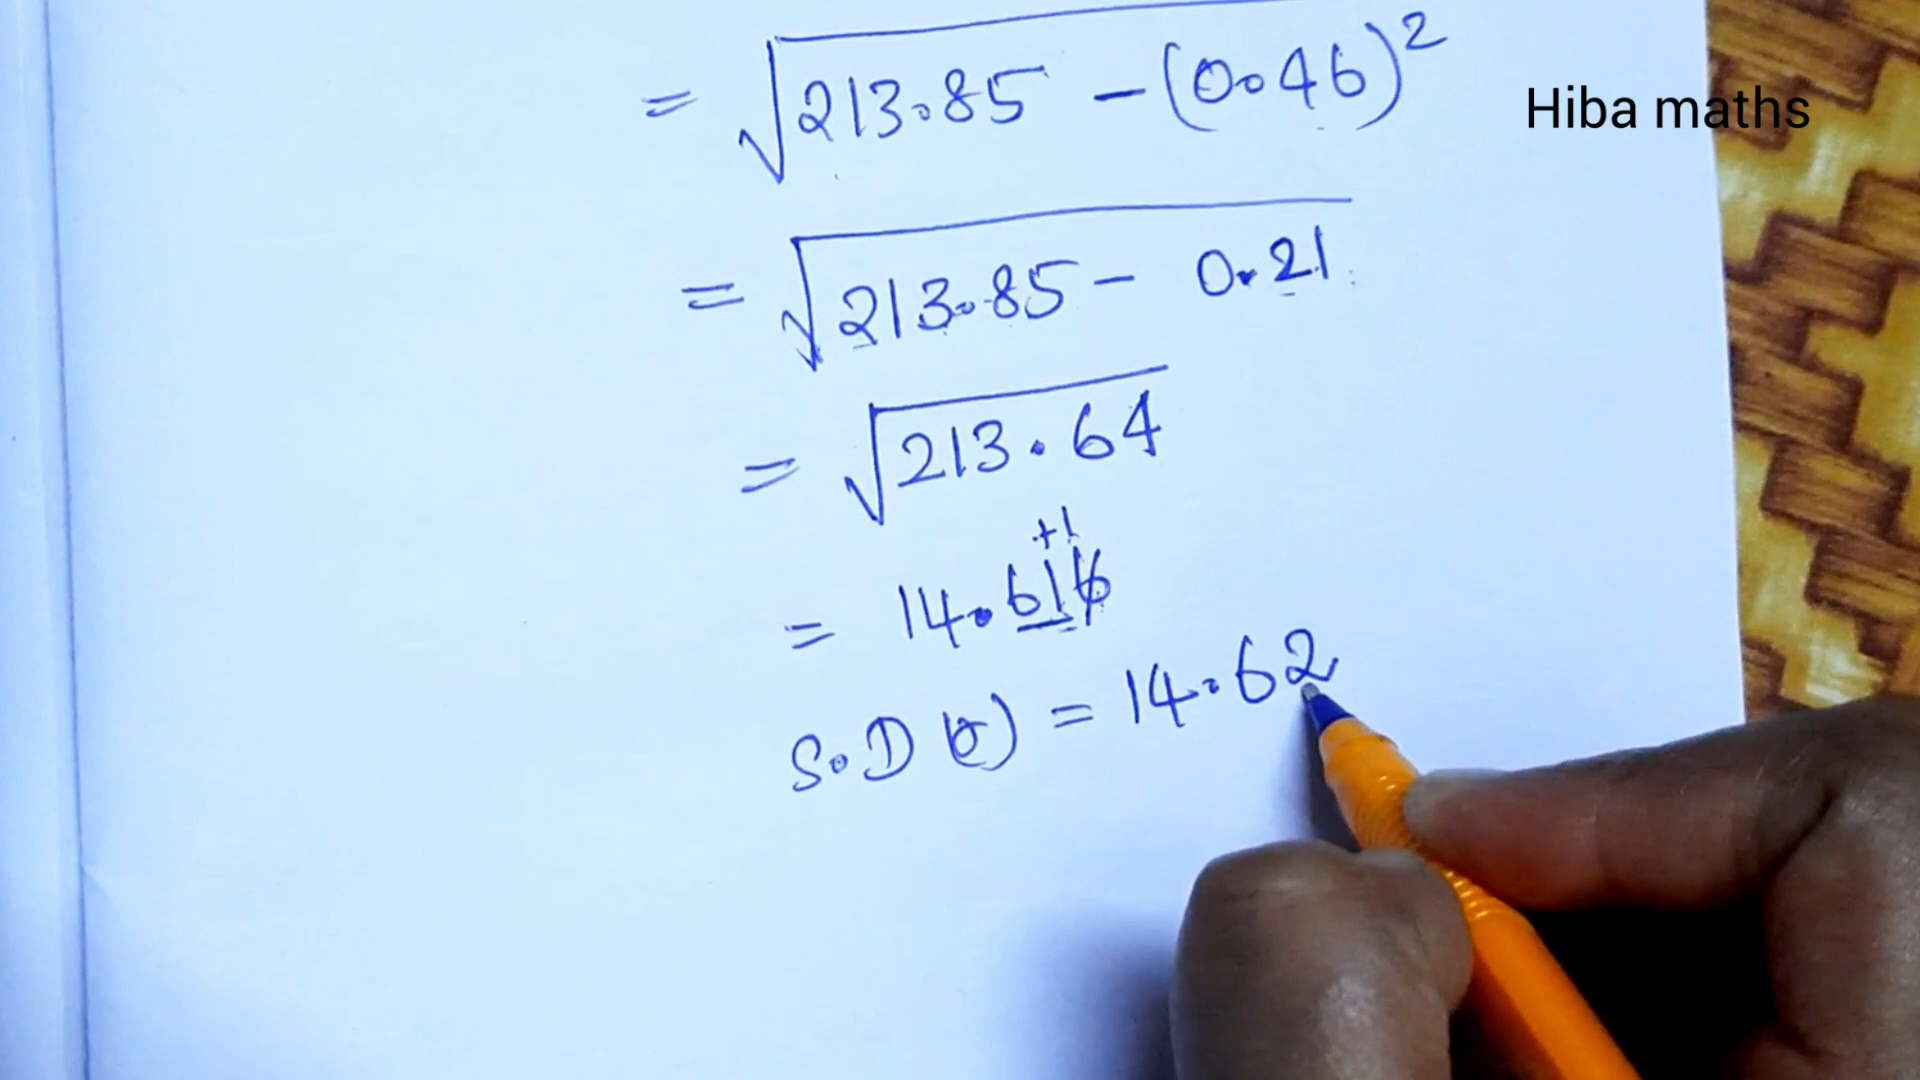 = √213.85 - (0.46)²
Hiba maths
= √213.85 - 0.21
= √213.64
+1
= 14.616
S.D (σ) = 14.62